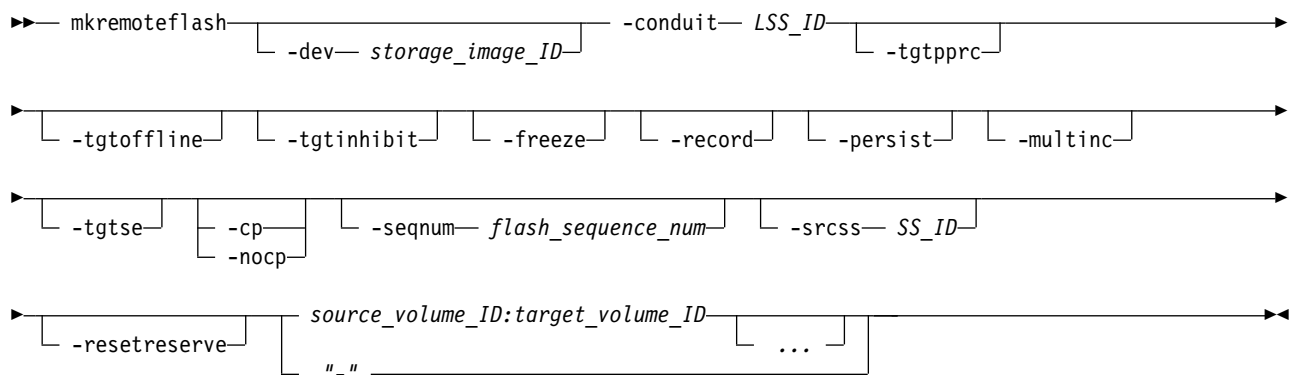 mkremoteflash -dev storage_image_ID -conduit LSS_ID -tgtpprc
-tgtoffline -tgtinhibit -freeze -record -persist -multinc
-tgtse -cp -nocp -seqnum flash_sequence_num -srcss SS_ID
-resetreserve source_volume_ID:target_volume_ID ...
"-"